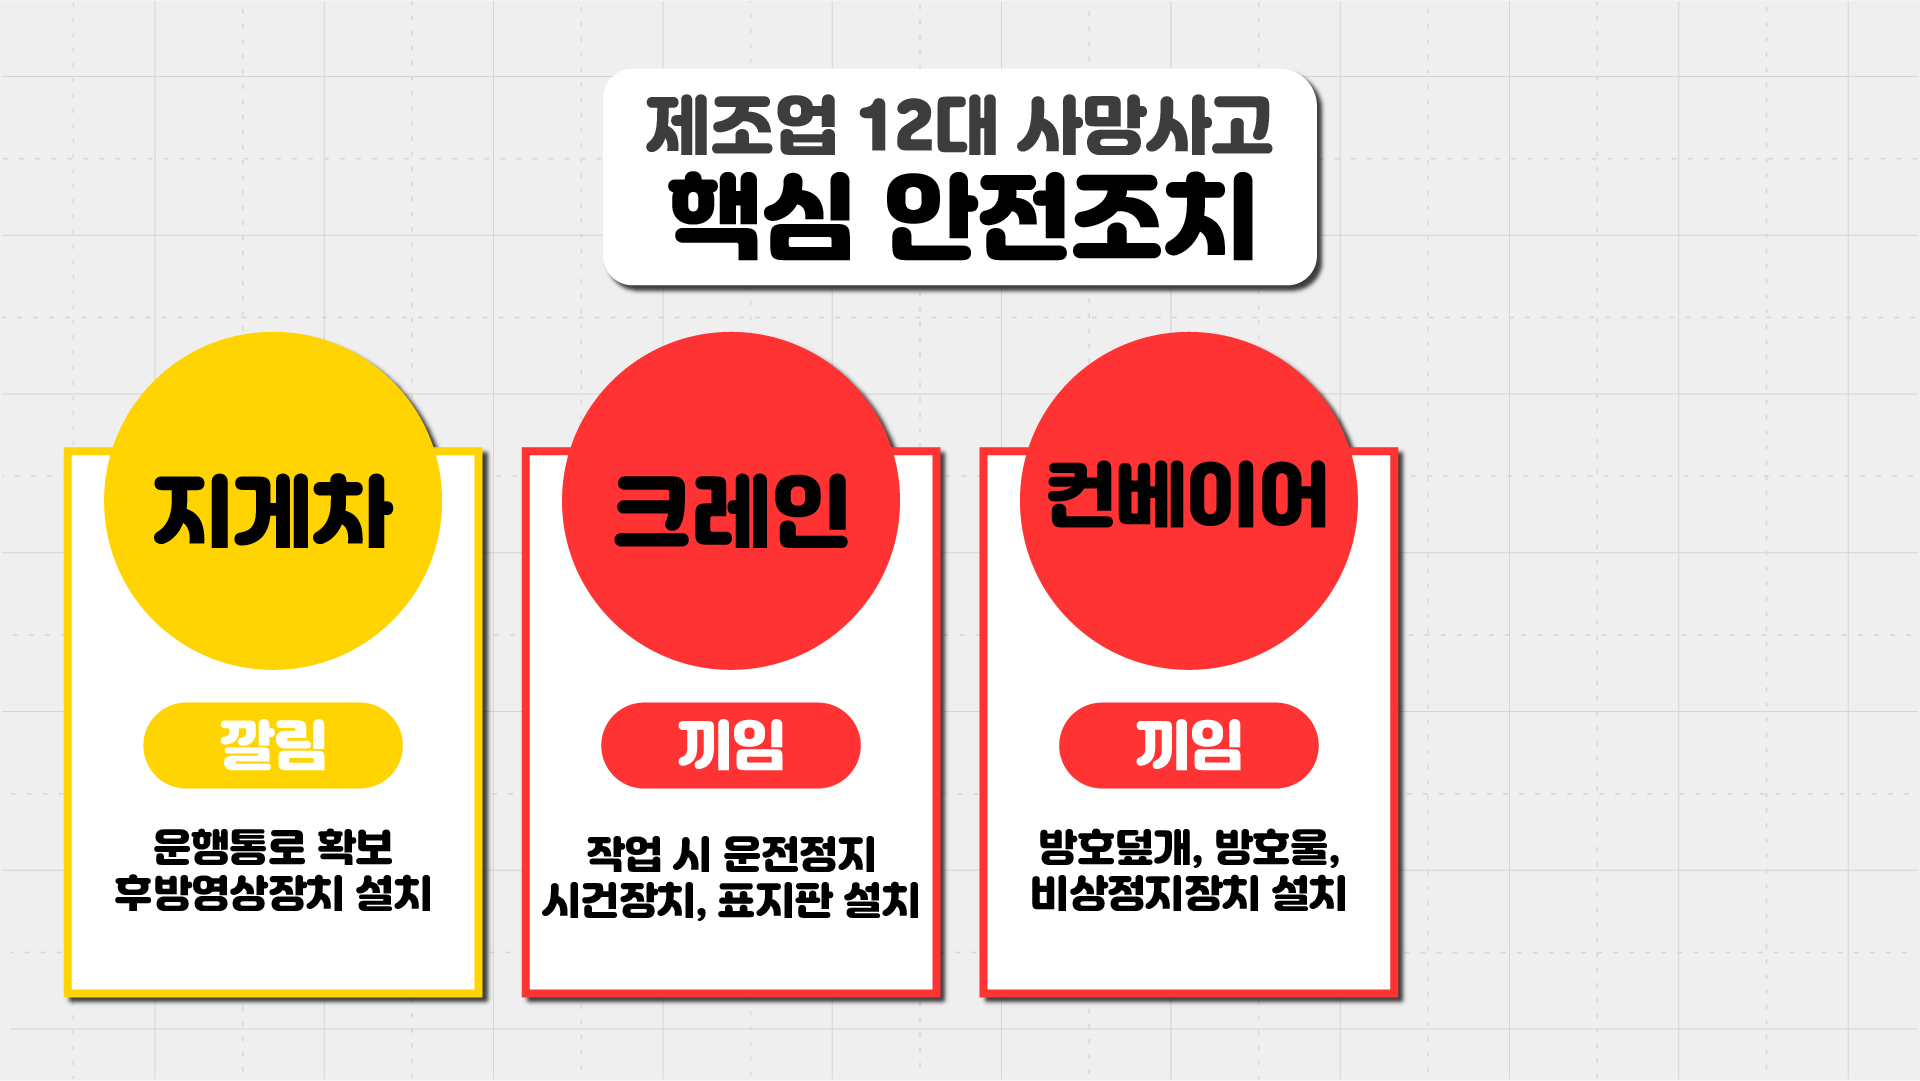 제조업 12대 사망사고
핵심 안전조치
지게차
깔림
운행통로 확보
후방영상장치 설치
크레인
끼임
작업 시 운전정지
시건장치, 표지판 설치
컨베이어
끼임
방호덮개, 방호울,
비상정지장치 설치